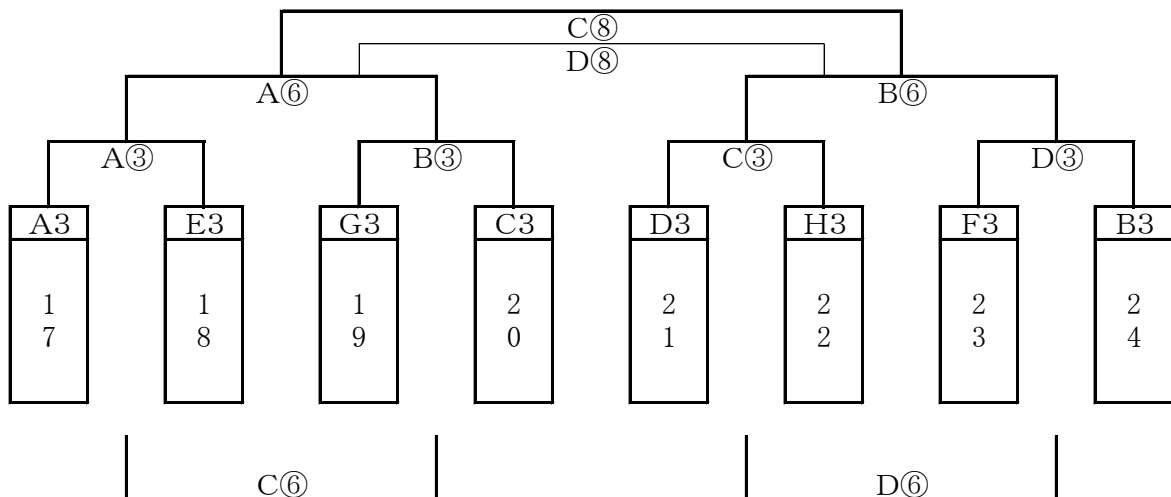 C⑧
D⑧
A⑥ B⑥
A③ B③ C③ D③
A3 E3 G3 C3 D3 H3 F3 B3
1 1 1 2 2 2 2 2
7 8 9 0 1 2 3 4
C⑥ D⑥